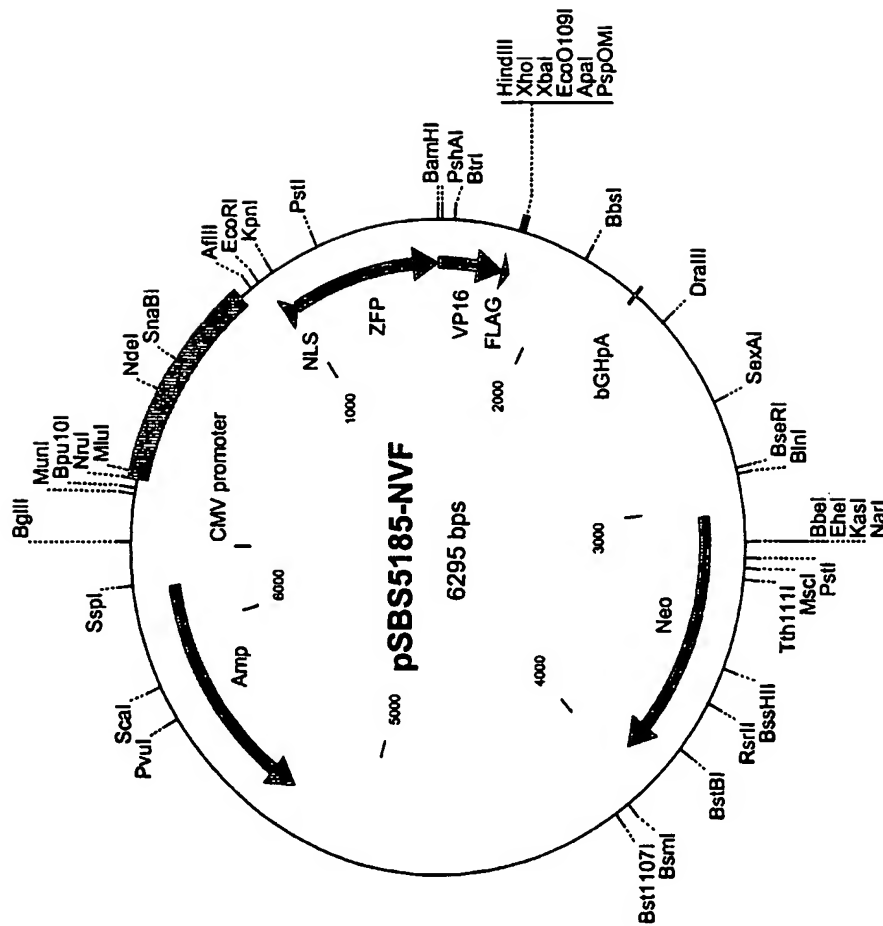 BglII
MunI
Bpu10I
NruI
MluI
NdeI
SnaBI
AflII
EcoRI
KpnI
PstI
BamHI
PshAI
BtrI
HindIII
XhoI
XbaI
EcoO109I
ApaI
PspOMI
BbsI
DraIII
SexAI
BseRI
BlnI
BbeI
EheI
KasI
NarI
PstI
MscI
Tth111I
BssHII
RsrII
BstBI
BsmI
Bst1107I
PvuI
ScaI
SspI
CMV promoter
NLS
ZFP
VP16
FLAG
bGHpA
Neo
Amp
1000
2000
3000
4000
5000
6000
pSBS5185-NVF
6295 bps